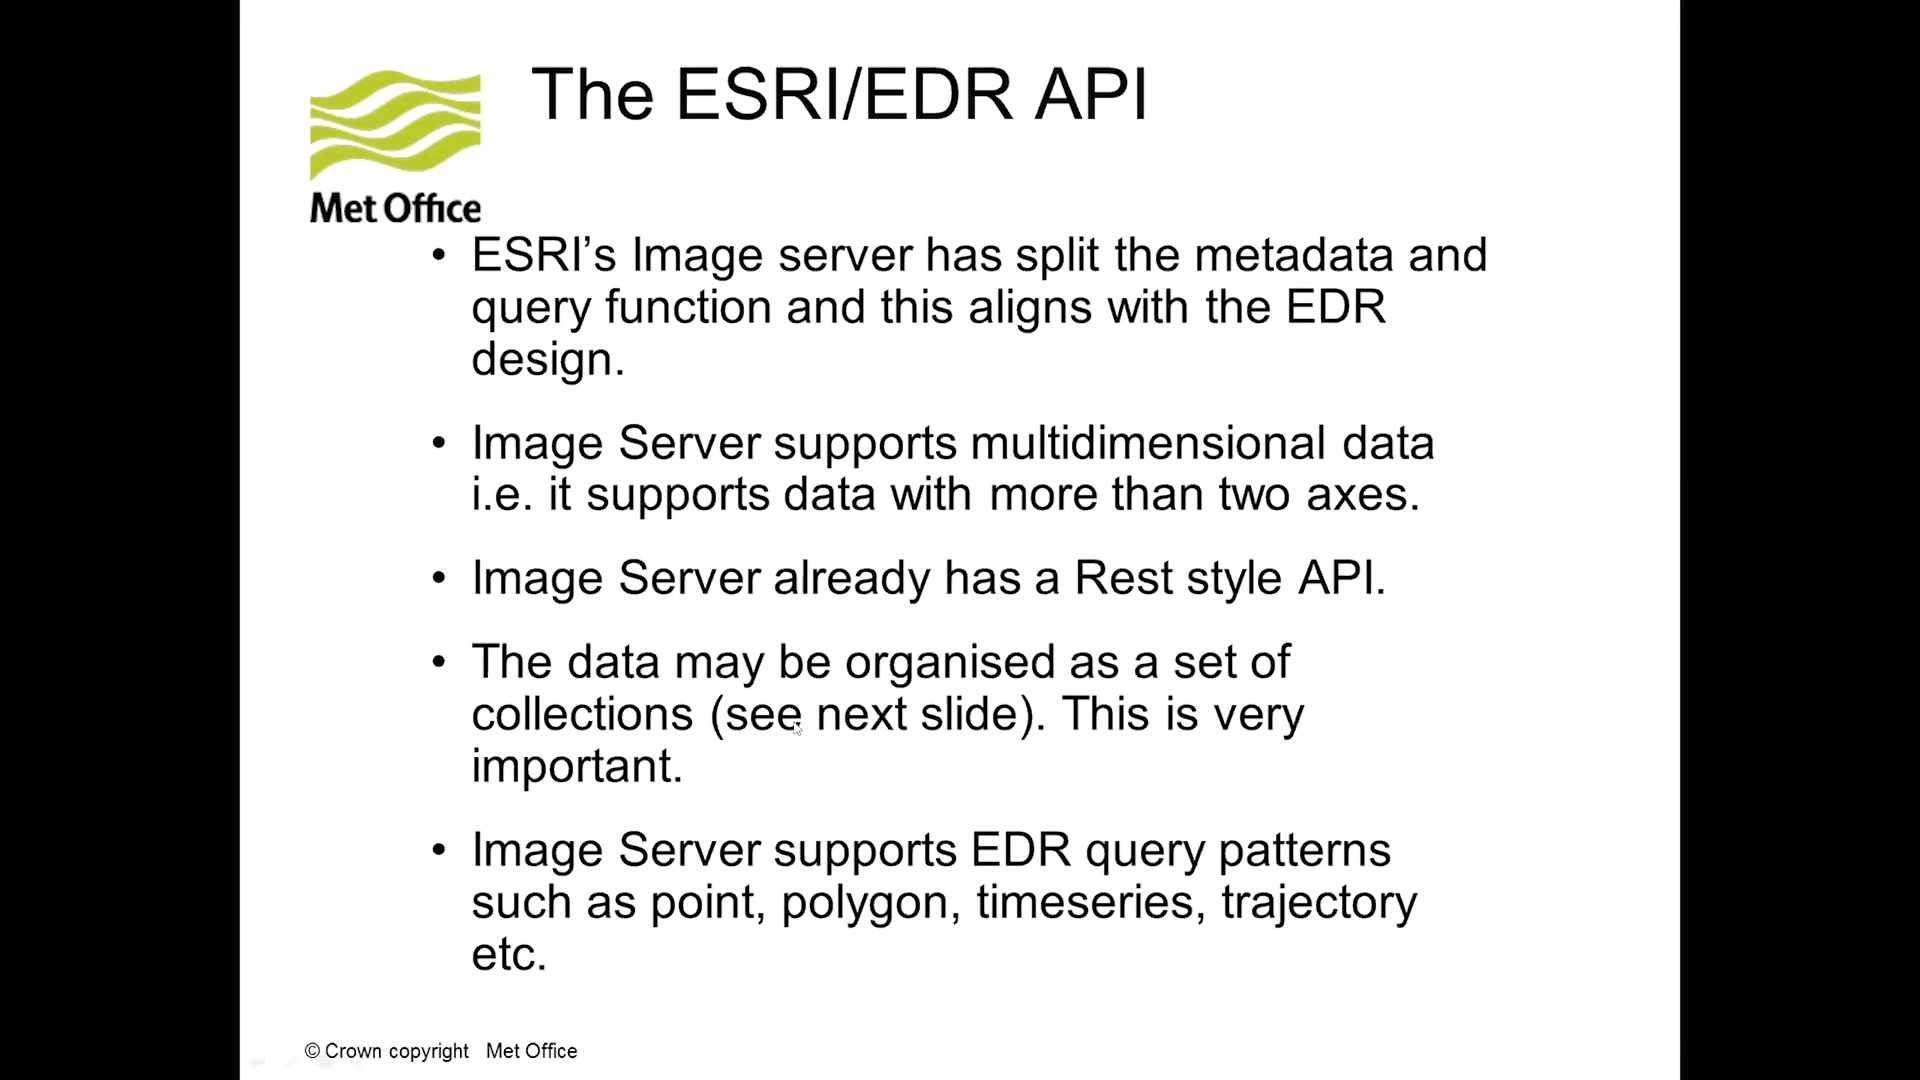 The ESRI/EDR API
Met Office
• ESRI’s Image server has split the metadata and
query function and this aligns with the EDR
design.
• Image Server supports multidimensional data
i.e. it supports data with more than two axes.
• Image Server already has a Rest style API.
• The data may be organised as a set of
collections (see next slide). This is very
important.
• Image Server supports EDR query patterns
such as point, polygon, timeseries, trajectory
etc.
© Crown copyright Met Office